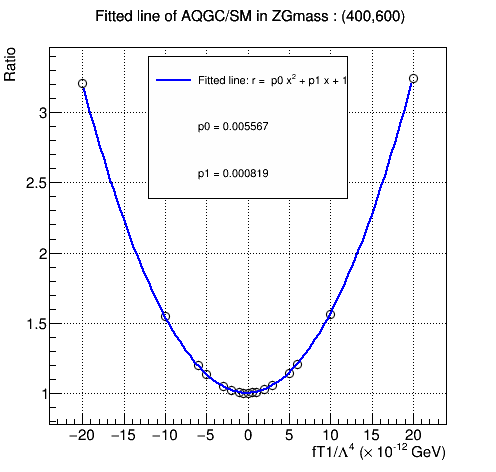 Fitted line of AQGC/SM in ZGmass : (400,600)
Ratio
Fitted line: r = p0 x² + p1 x + 1
p0 = 0.005567
p1 = 0.000819
3
2.5
2
1.5
1
−20 −15 −10 −5 0 5 10 15 20
fT1/Λ⁴ (× 10⁻¹² GeV)